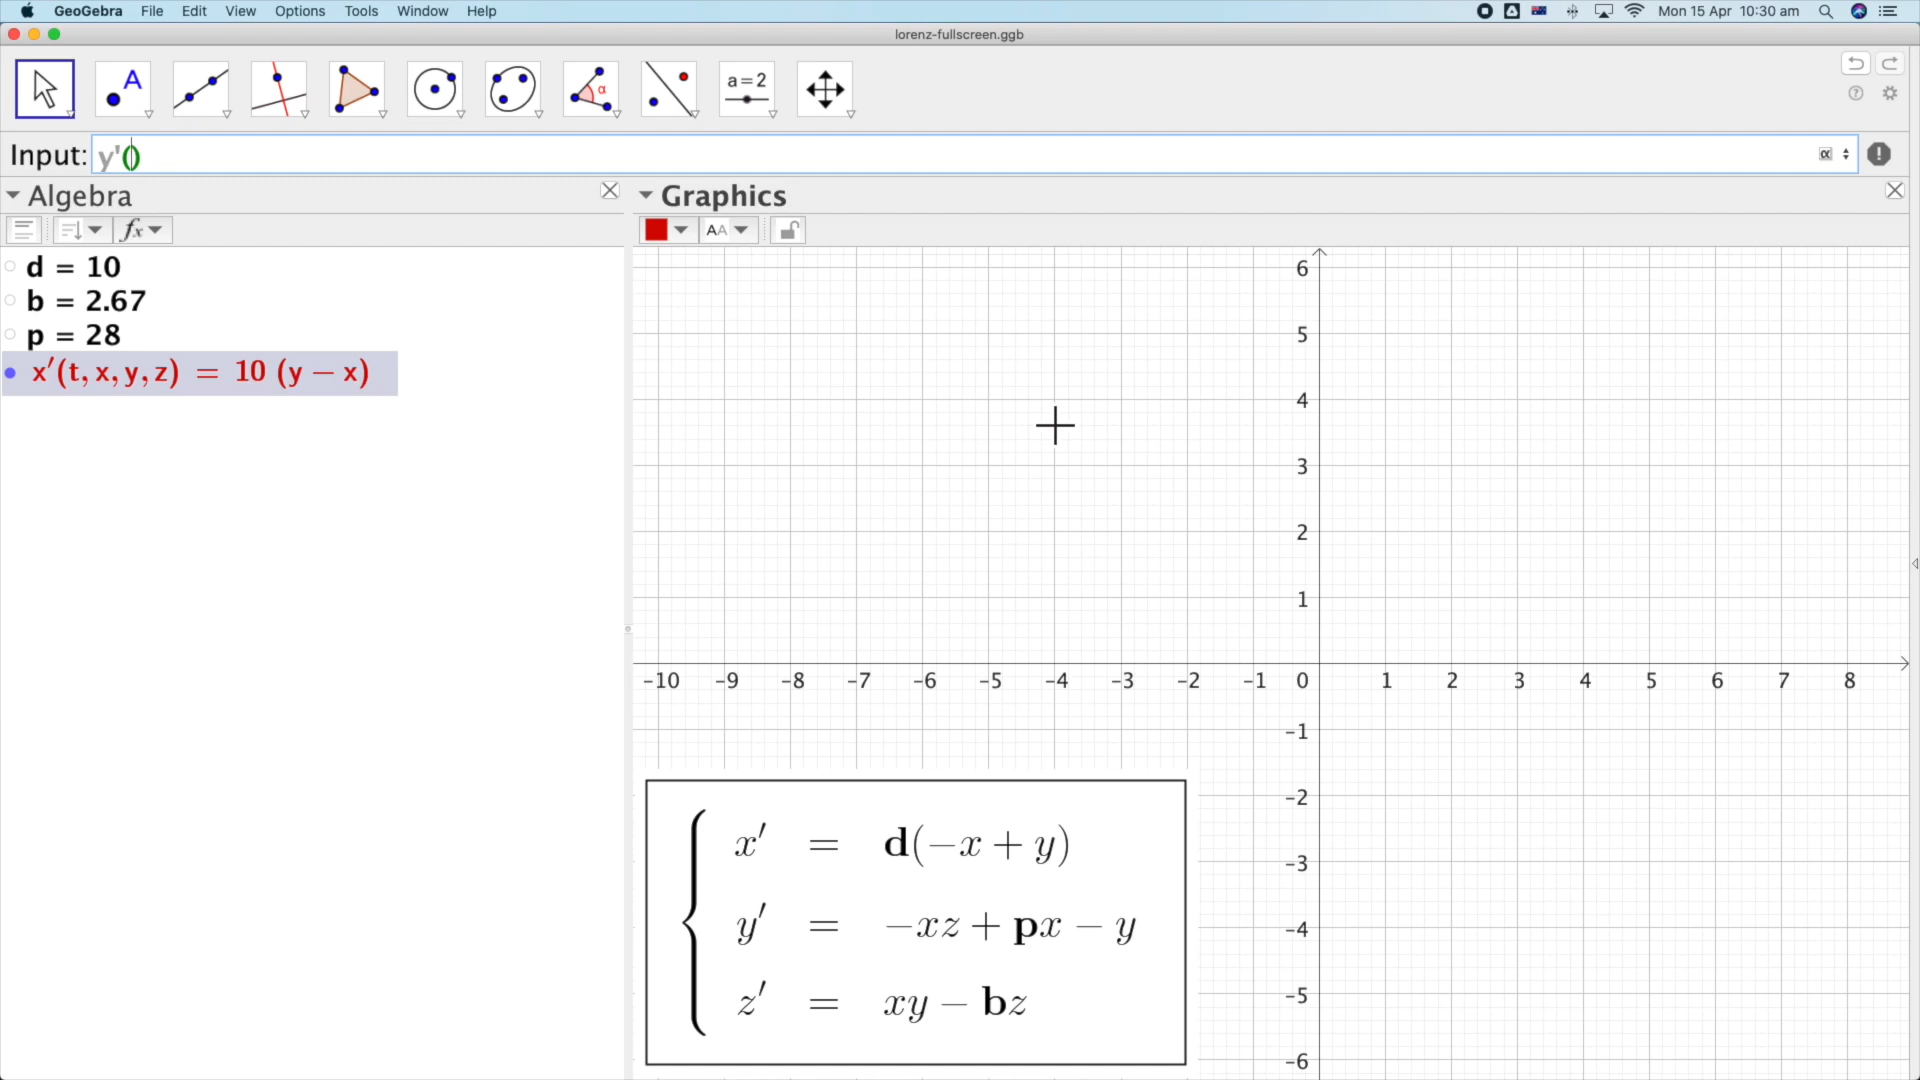 GeoGebra File Edit View Options Tools Window Help Mon 15 Apr 10:30 am
lorenz-fullscreen.ggb
A α a = 2
Input: y'() α
Algebra
Graphics
fx
AA
d = 10
b = 2.67
p = 28
x′(t, x, y, z) = 10 (y − x)
6
5
4
3
2
1
-10 -9 -8 -7 -6 -5 -4 -3 -2 -1 0 1 2 3 4 5 6 7 8
-1
-2
-3
-4
-5
-6
x′ = d(−x + y)
y′ = −xz + px − y
z′ = xy − bz